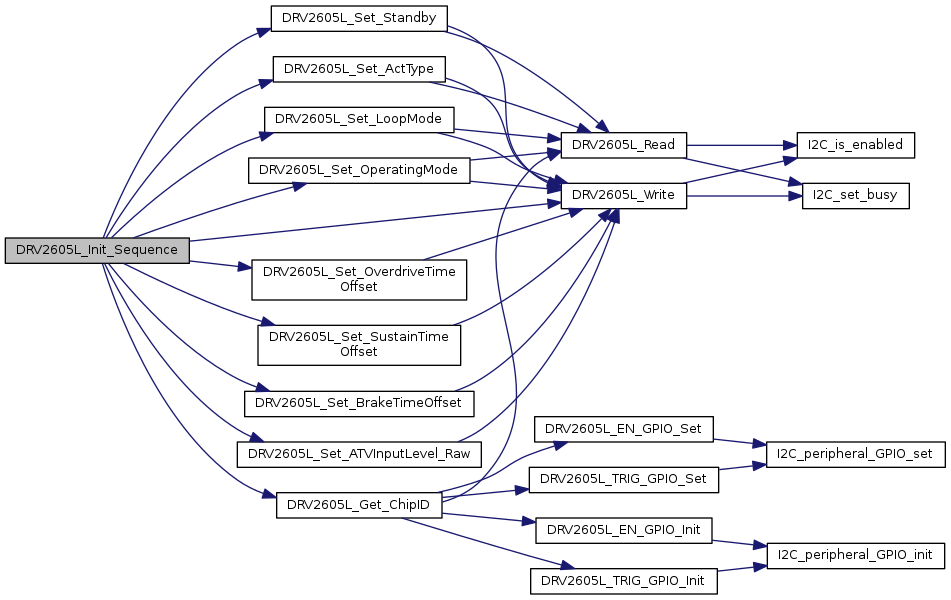 DRV2605L_Init_Sequence
DRV2605L_Set_Standby
DRV2605L_Set_ActType
DRV2605L_Set_LoopMode
DRV2605L_Set_OperatingMode
DRV2605L_Set_OverdriveTime
Offset
DRV2605L_Set_SustainTime
Offset
DRV2605L_Set_BrakeTimeOffset
DRV2605L_Set_ATVInputLevel_Raw
DRV2605L_Get_ChipID
DRV2605L_Read
DRV2605L_Write
DRV2605L_EN_GPIO_Set
DRV2605L_TRIG_GPIO_Set
DRV2605L_EN_GPIO_Init
DRV2605L_TRIG_GPIO_Init
I2C_is_enabled
I2C_set_busy
I2C_peripheral_GPIO_set
I2C_peripheral_GPIO_init